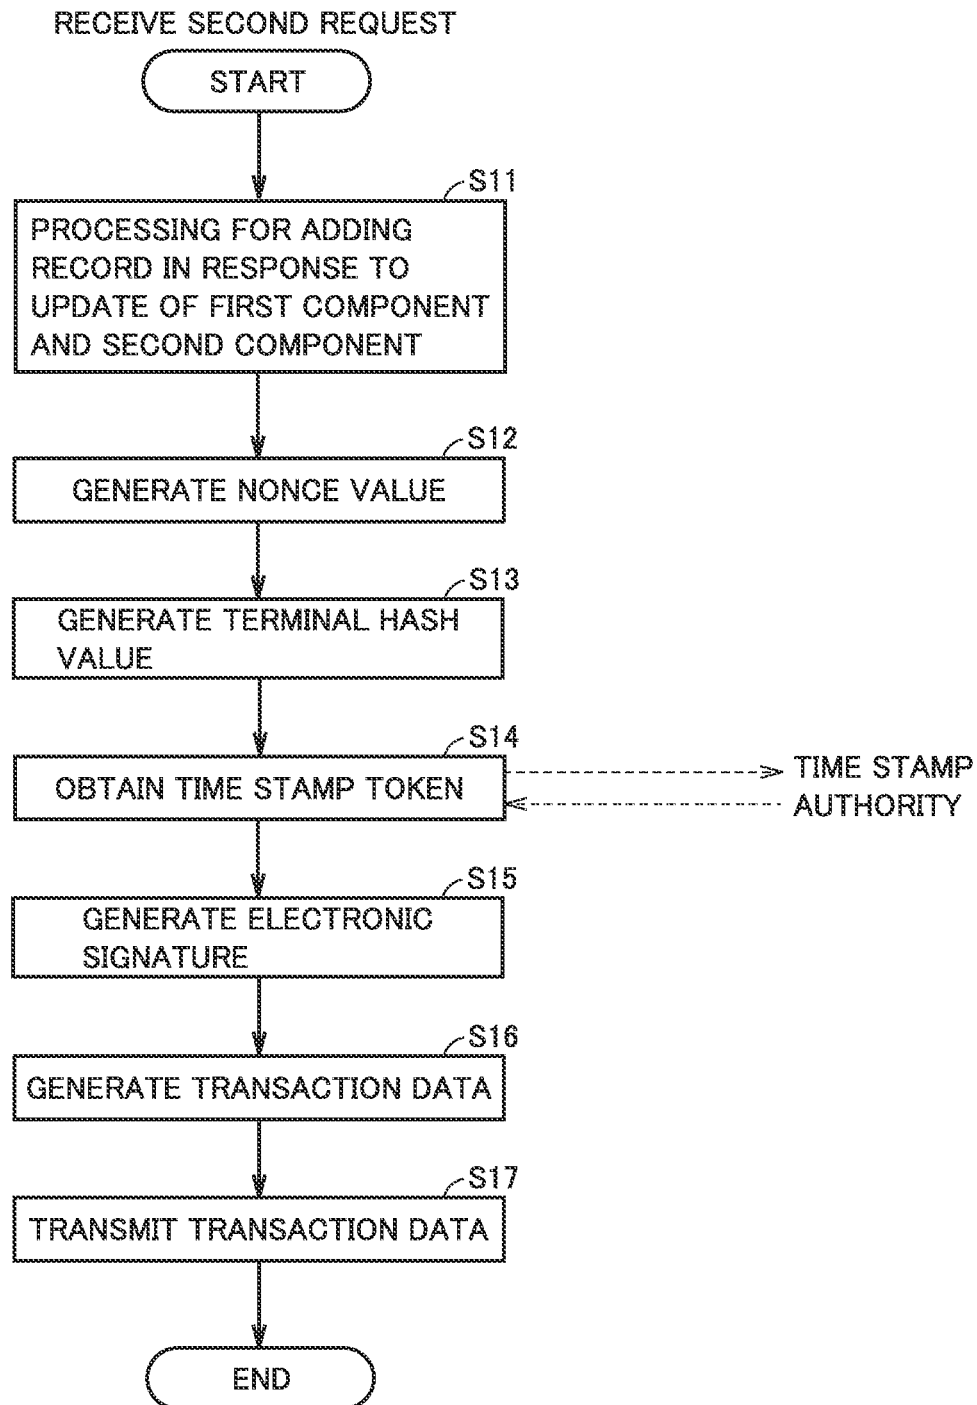 RECEIVE SECOND REQUEST
START
S11
PROCESSING FOR ADDING
RECORD IN RESPONSE TO
UPDATE OF FIRST COMPONENT
AND SECOND COMPONENT
S12
GENERATE NONCE VALUE
S13
GENERATE TERMINAL HASH
VALUE
S14
OBTAIN TIME STAMP TOKEN
TIME STAMP
AUTHORITY
S15
GENERATE ELECTRONIC
SIGNATURE
S16
GENERATE TRANSACTION DATA
S17
TRANSMIT TRANSACTION DATA
END